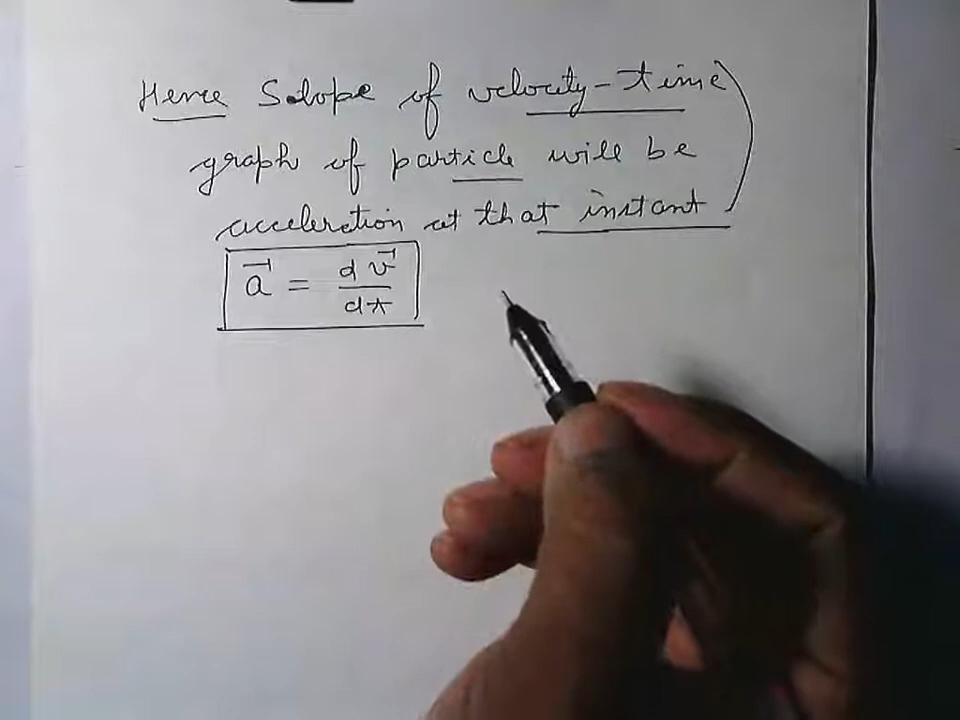 Hence Slope of velocity-time
graph of particle will be
acceleration at that instant
a⃗ = dv⃗/dt